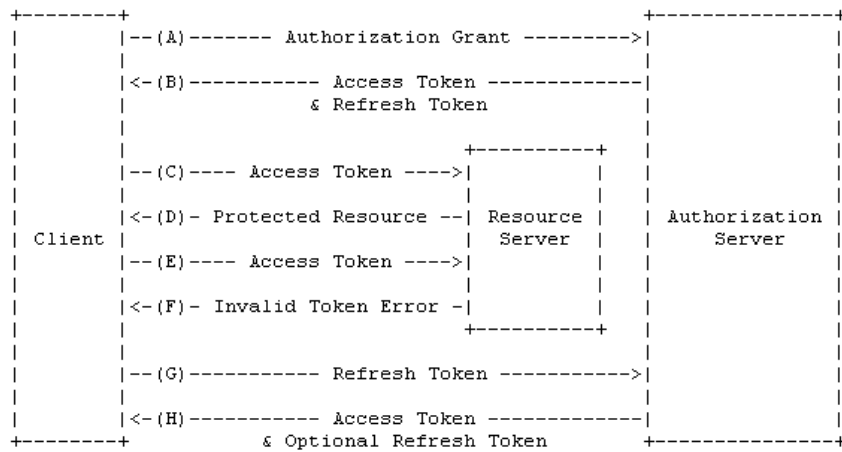 +--------+                                           +---------------+
|        |--(A)------- Authorization Grant --------->|               |
|        |                                           |               |
|        |<-(B)----------- Access Token -------------|               |
|        |               & Refresh Token             |               |
|        |                                           |               |
|        |                            +----------+   |               |
|        |--(C)---- Access Token ---->|          |   |               |
|        |                            |          |   |               |
|        |<-(D)- Protected Resource --| Resource |   | Authorization |
| Client |                            |  Server  |   |     Server    |
|        |--(E)---- Access Token ---->|          |   |               |
|        |                            |          |   |               |
|        |<-(F)- Invalid Token Error -|          |   |               |
|        |                            +----------+   |               |
|        |                                           |               |
|        |--(G)----------- Refresh Token ----------->|               |
|        |                                           |               |
|        |<-(H)----------- Access Token -------------|               |
+--------+           & Optional Refresh Token        +---------------+